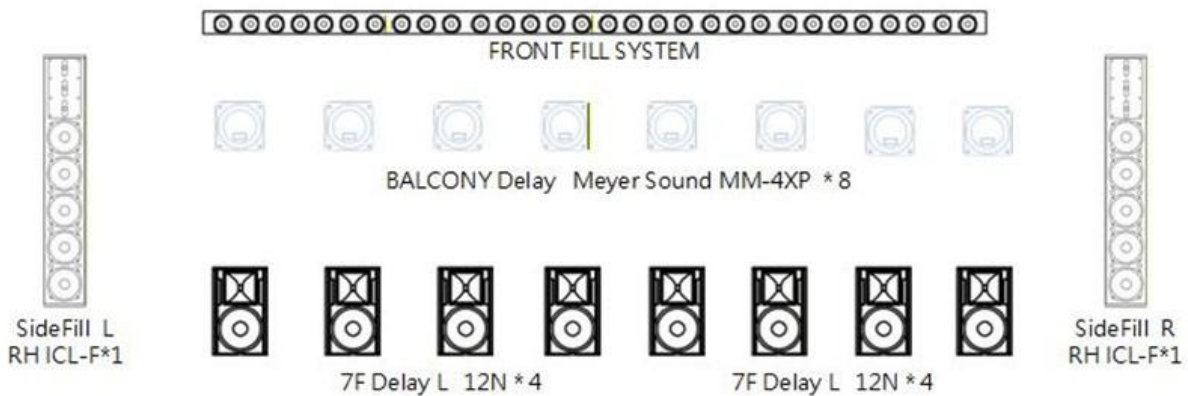 FRONT FILL SYSTEM
BALCONY Delay Meyer Sound MM-4XP * 8
SideFill L
RH ICL-F*1
SideFill R
RH ICL-F*1
7F Delay L 12N * 4
7F Delay L 12N * 4